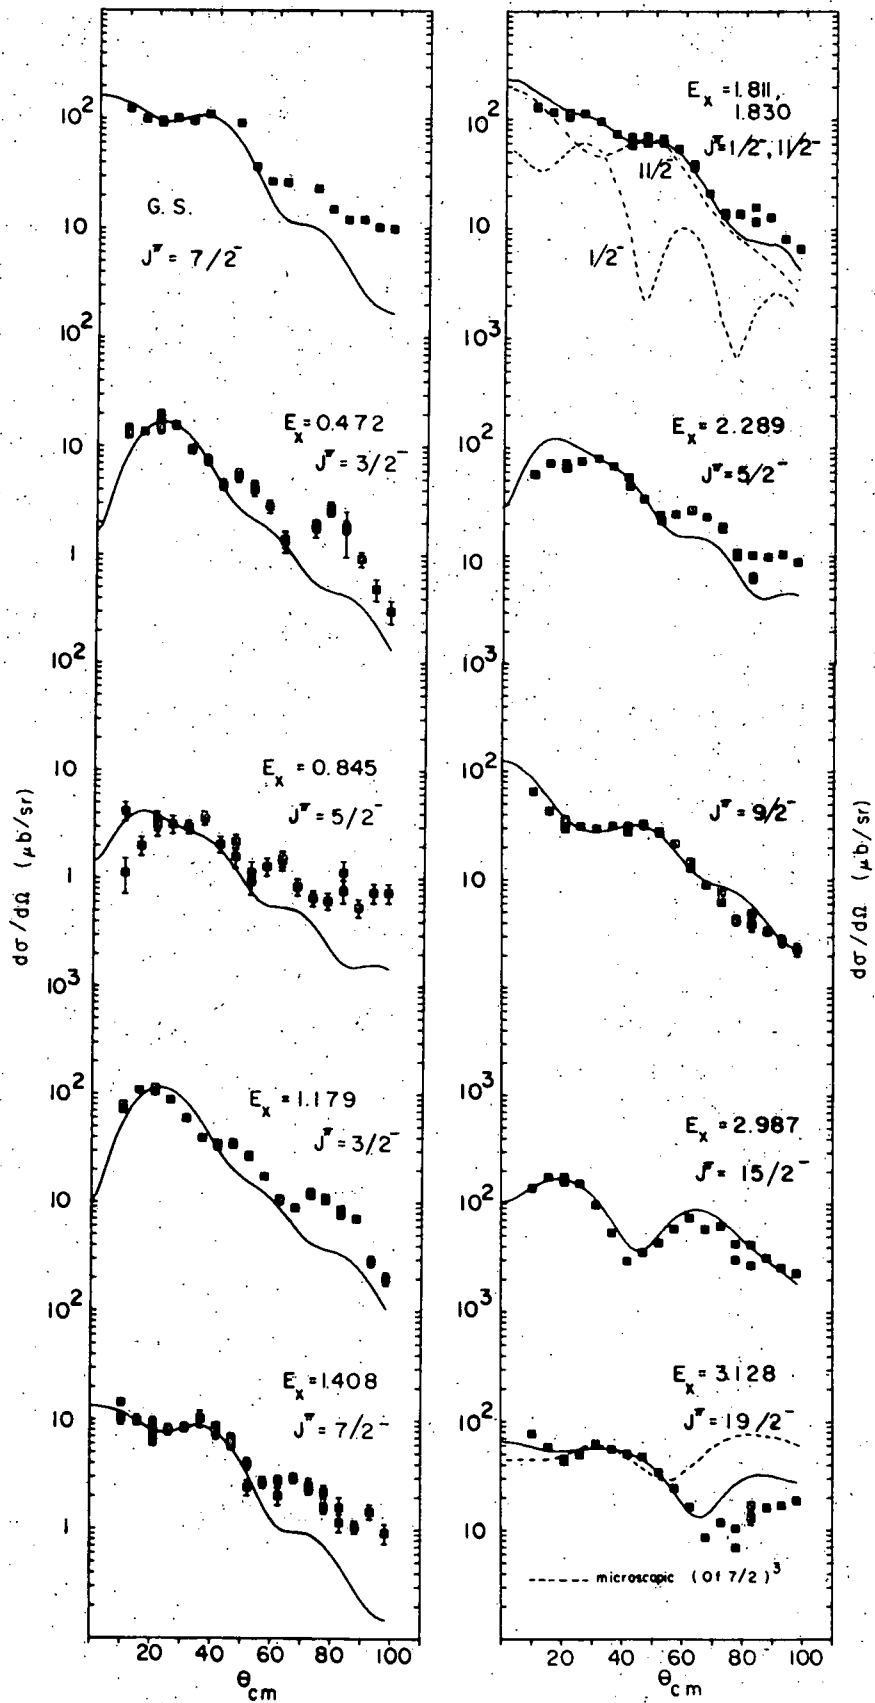 10²
10
G.S.
J^π = 7/2⁻
10²
E_x = 0.472
10
J^π = 3/2⁻
1
10²
10
E_x = 0.845
J^π = 5/2⁻
1
10³
dσ/dΩ (μb/sr)
10²
E_x = 1.179
J^π = 3/2⁻
10
10²
E_x = 1.408
10
J^π = 7/2⁻
1
20 40 60 80 100
θcm
E_x = 1.811,
1.830
10²
J^π = 1/2⁻, 11/2⁻
11/2⁻
10
1/2⁻
10³
E_x = 2.289
10²
J^π = 5/2⁻
10
10³
10²
J^π = 9/2⁻
10
dσ/dΩ (μb/sr)
10³
E_x = 2.987
J^π = 15/2⁻
10²
10³
E_x = 3.128
10²
J^π = 19/2⁻
10
microscopic (0f 7/2)³
20 40 60 80 100
θcm